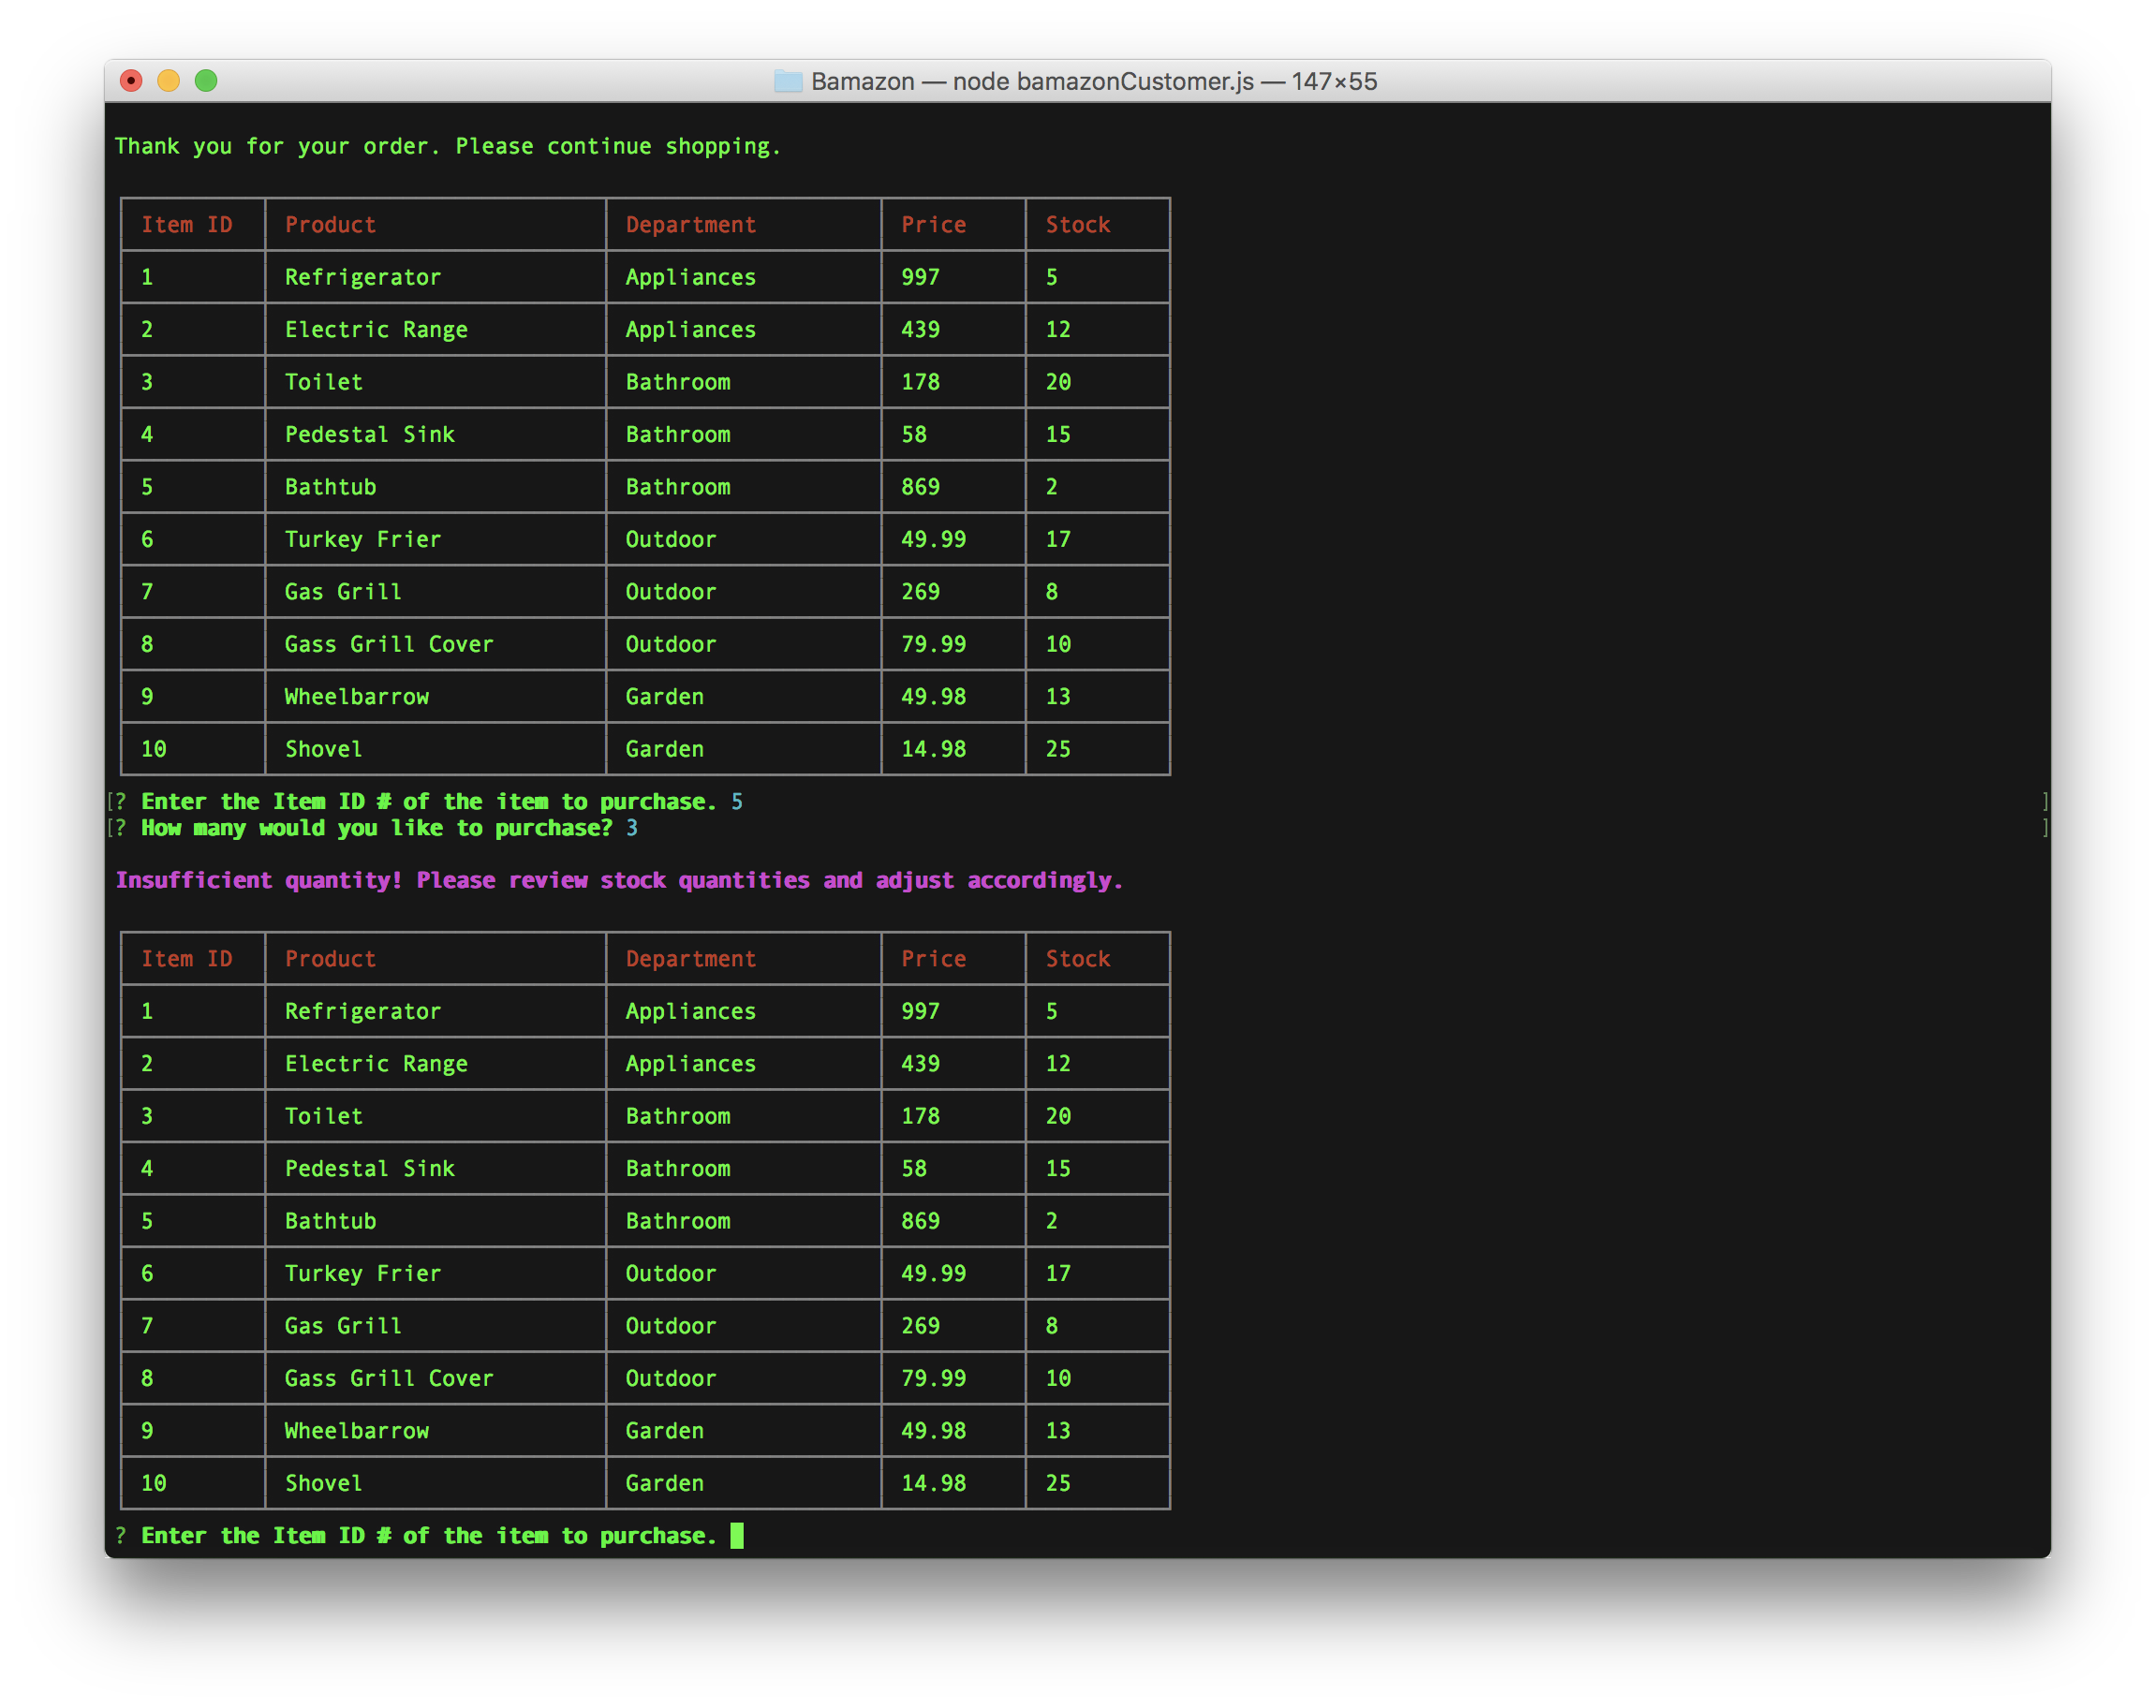 Bamazon — node bamazonCustomer.js — 147×55
Thank you for your order. Please continue shopping.
Item ID Product Department Price Stock
1 Refrigerator Appliances 997 5
2 Electric Range Appliances 439 12
3 Toilet Bathroom 178 20
4 Pedestal Sink Bathroom 58 15
5 Bathtub Bathroom 869 2
6 Turkey Frier Outdoor 49.99 17
7 Gas Grill Outdoor 269 8
8 Gass Grill Cover Outdoor 79.99 10
9 Wheelbarrow Garden 49.98 13
10 Shovel Garden 14.98 25
[? Enter the Item ID # of the item to purchase. 5 ]
[? How many would you like to purchase? 3 ]
Insufficient quantity! Please review stock quantities and adjust accordingly.
Item ID Product Department Price Stock
1 Refrigerator Appliances 997 5
2 Electric Range Appliances 439 12
3 Toilet Bathroom 178 20
4 Pedestal Sink Bathroom 58 15
5 Bathtub Bathroom 869 2
6 Turkey Frier Outdoor 49.99 17
7 Gas Grill Outdoor 269 8
8 Gass Grill Cover Outdoor 79.99 10
9 Wheelbarrow Garden 49.98 13
10 Shovel Garden 14.98 25
? Enter the Item ID # of the item to purchase.